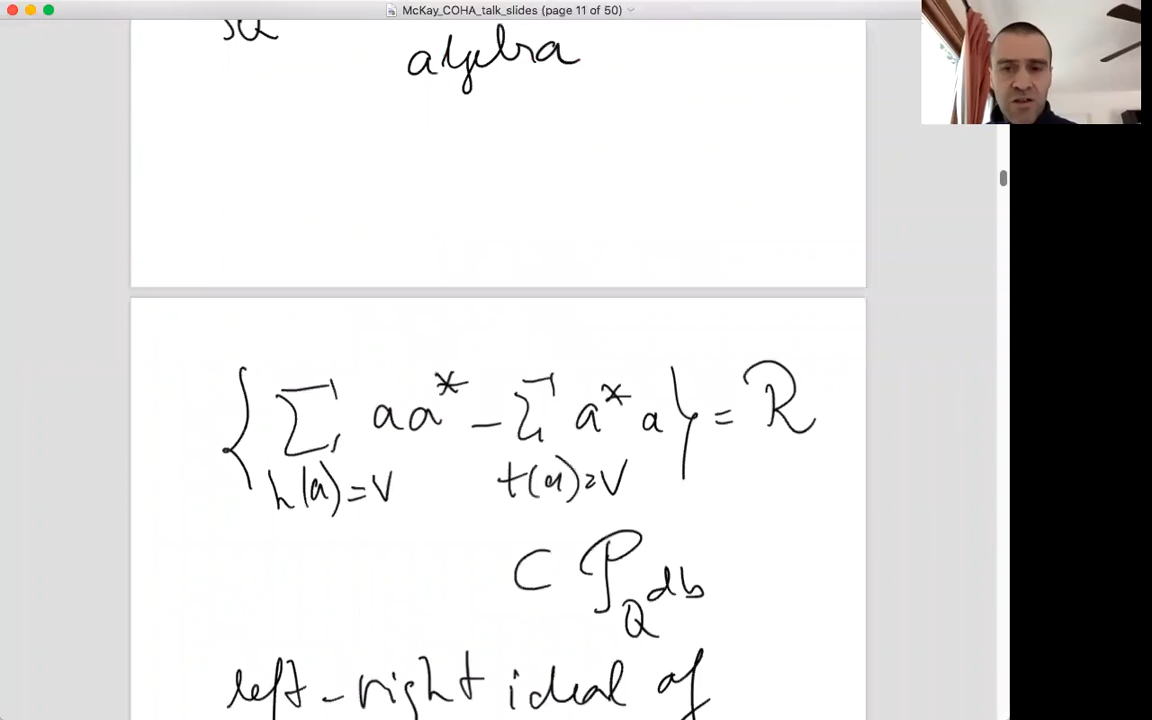 McKay_COHA_talk_slides (page 11 of 50)
algebra
{ ∑ aa* - ∑ a*a } = R
h(a)=v t(a)=v
⊂ P_Q^db
left-right ideal of